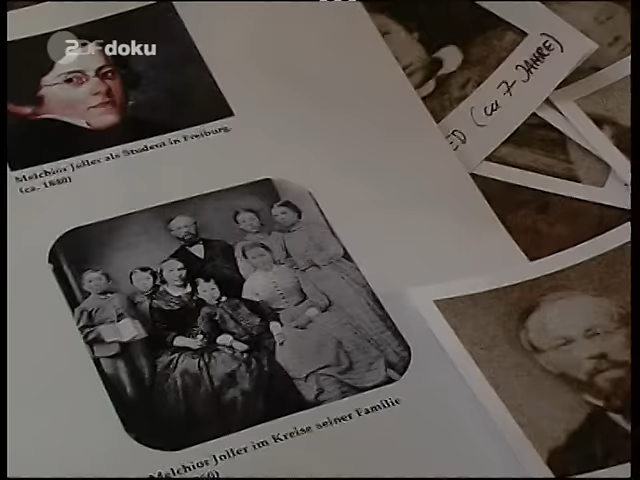 ZDF doku
ED (ca 7 JAHRE)
Melchior Joller als Student in Freiburg.
(ca. 1840)
Melchior Joller im Kreise seiner Familie